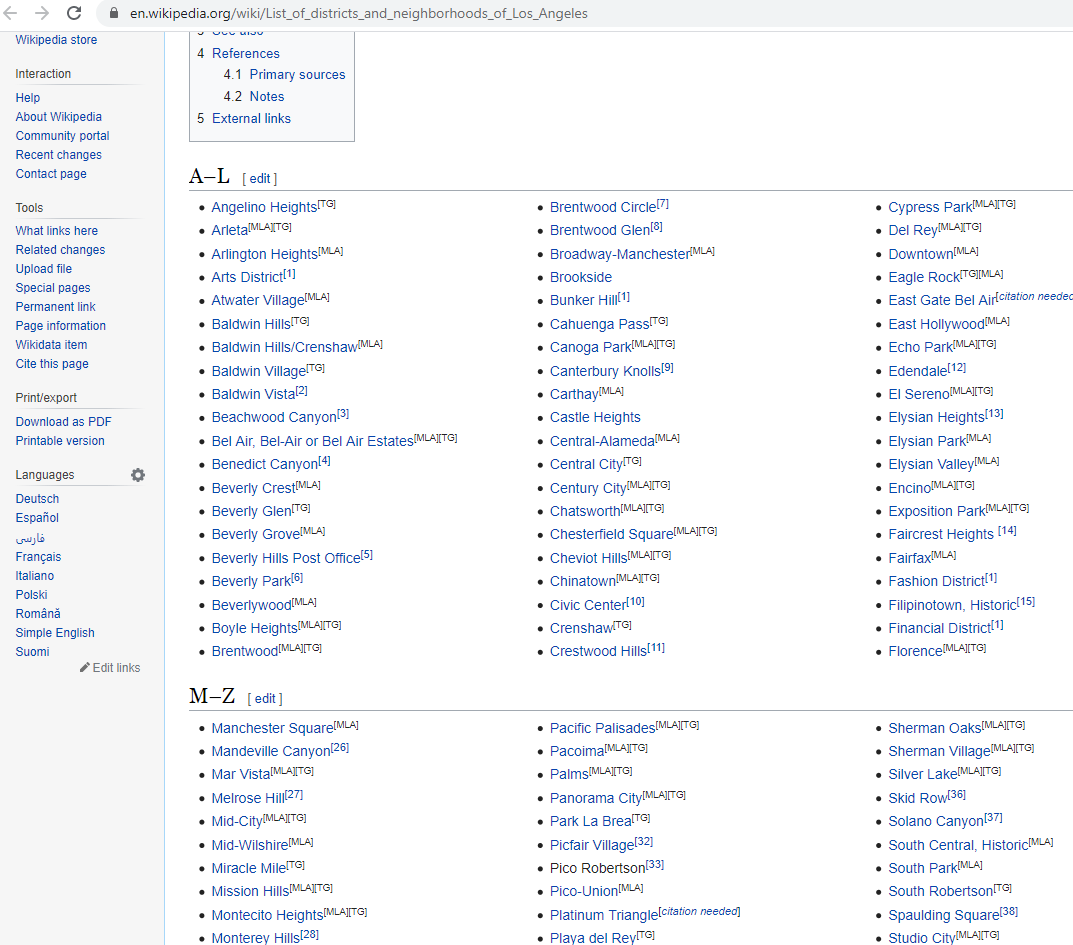 en.wikipedia.org/wiki/List_of_districts_and_neighborhoods_of_Los_Angeles
Wikipedia store
Interaction
Help
About Wikipedia
Community portal
Recent changes
Contact page
Tools
What links here
Related changes
Upload file
Special pages
Permanent link
Page information
Wikidata item
Cite this page
Print/export
Download as PDF
Printable version
Languages
Deutsch
Español
فارسی
Français
Italiano
Polski
Română
Simple English
Suomi
Edit links
3 See also
4 References
4.1 Primary sources
4.2 Notes
5 External links
A–L [ edit ]
Angelino Heights[TG]
Arleta[MLA][TG]
Arlington Heights[MLA]
Arts District[1]
Atwater Village[MLA]
Baldwin Hills[TG]
Baldwin Hills/Crenshaw[MLA]
Baldwin Village[TG]
Baldwin Vista[2]
Beachwood Canyon[3]
Bel Air, Bel-Air or Bel Air Estates[MLA][TG]
Benedict Canyon[4]
Beverly Crest[MLA]
Beverly Glen[TG]
Beverly Grove[MLA]
Beverly Hills Post Office[5]
Beverly Park[6]
Beverlywood[MLA]
Boyle Heights[MLA][TG]
Brentwood[MLA][TG]
Brentwood Circle[7]
Brentwood Glen[8]
Broadway-Manchester[MLA]
Brookside
Bunker Hill[1]
Cahuenga Pass[TG]
Canoga Park[MLA][TG]
Canterbury Knolls[9]
Carthay[MLA]
Castle Heights
Central-Alameda[MLA]
Central City[TG]
Century City[MLA][TG]
Chatsworth[MLA][TG]
Chesterfield Square[MLA][TG]
Cheviot Hills[MLA][TG]
Chinatown[MLA][TG]
Civic Center[10]
Crenshaw[TG]
Crestwood Hills[11]
Cypress Park[MLA][TG]
Del Rey[MLA][TG]
Downtown[MLA]
Eagle Rock[TG][MLA]
East Gate Bel Air[citation needed
East Hollywood[MLA]
Echo Park[MLA][TG]
Edendale[12]
El Sereno[MLA][TG]
Elysian Heights[13]
Elysian Park[MLA]
Elysian Valley[MLA]
Encino[MLA][TG]
Exposition Park[MLA][TG]
Faircrest Heights [14]
Fairfax[MLA]
Fashion District[1]
Filipinotown, Historic[15]
Financial District[1]
Florence[MLA][TG]
M–Z [ edit ]
Manchester Square[MLA]
Mandeville Canyon[26]
Mar Vista[MLA][TG]
Melrose Hill[27]
Mid-City[MLA][TG]
Mid-Wilshire[MLA]
Miracle Mile[TG]
Mission Hills[MLA][TG]
Montecito Heights[MLA][TG]
Monterey Hills[28]
Pacific Palisades[MLA][TG]
Pacoima[MLA][TG]
Palms[MLA][TG]
Panorama City[MLA][TG]
Park La Brea[TG]
Picfair Village[32]
Pico Robertson[33]
Pico-Union[MLA]
Platinum Triangle[citation needed]
Playa del Rey[TG]
Sherman Oaks[MLA][TG]
Sherman Village[MLA][TG]
Silver Lake[MLA][TG]
Skid Row[36]
Solano Canyon[37]
South Central, Historic[MLA]
South Park[MLA]
South Robertson[TG]
Spaulding Square[38]
Studio City[MLA][TG]